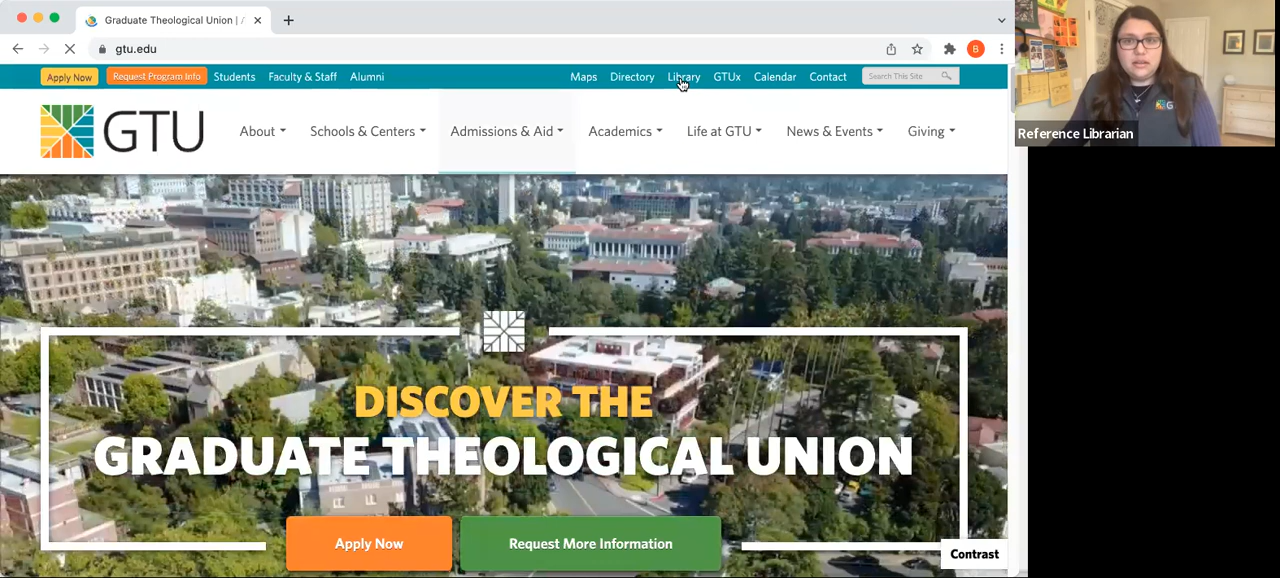 Graduate Theological Union | A
gtu.edu
B
Apply Now
Request Program Info
Students
Faculty & Staff
Alumni
Maps
Directory
Library
GTUx
Calendar
Contact
Search This Site
GTU
About
Schools & Centers
Admissions & Aid
Academics
Life at GTU
News & Events
Giving
DISCOVER THE
GRADUATE THEOLOGICAL UNION
Apply Now
Request More Information
Contrast
Reference Librarian